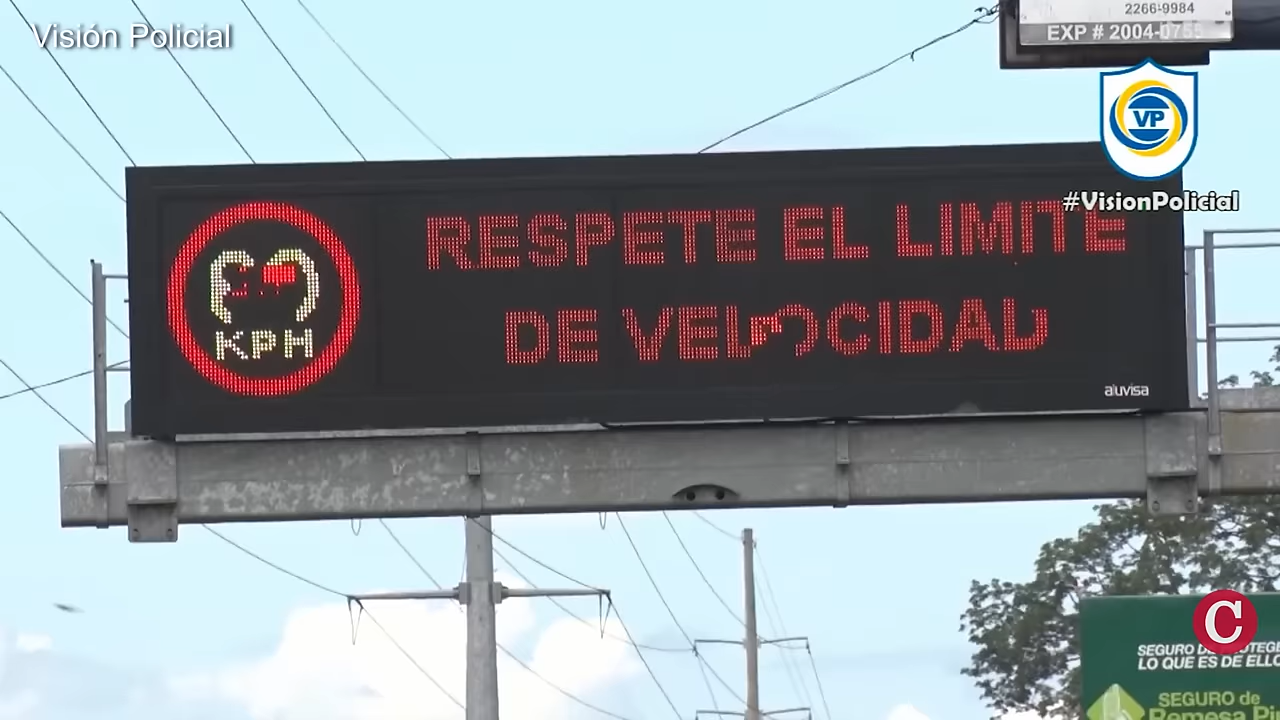 Visión Policial
2266-9984
EXP # 2004-0755
VP
#VisionPolicial
RESPETE EL LIMITE
DE VELOCIDAD
KPH
aluvisa
C
SEGURO DE
LO QUE ES DE ELLO
SEGURO de